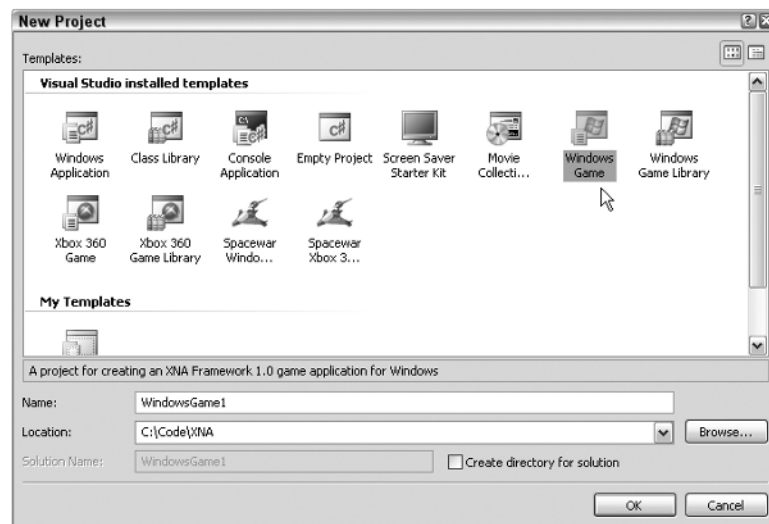 New Project
Templates:
Visual Studio installed templates
Windows Application
Class Library
Console Application
Empty Project
Screen Saver Starter Kit
Movie Collecti...
Windows Game
Windows Game Library
Xbox 360 Game
Xbox 360 Game Library
Spacewar Windo...
Spacewar Xbox 3...
My Templates
A project for creating an XNA Framework 1.0 game application for Windows
Name: WindowsGame1
Location: C:\Code\XNA Browse...
Solution Name: WindowsGame1 Create directory for solution
OK Cancel